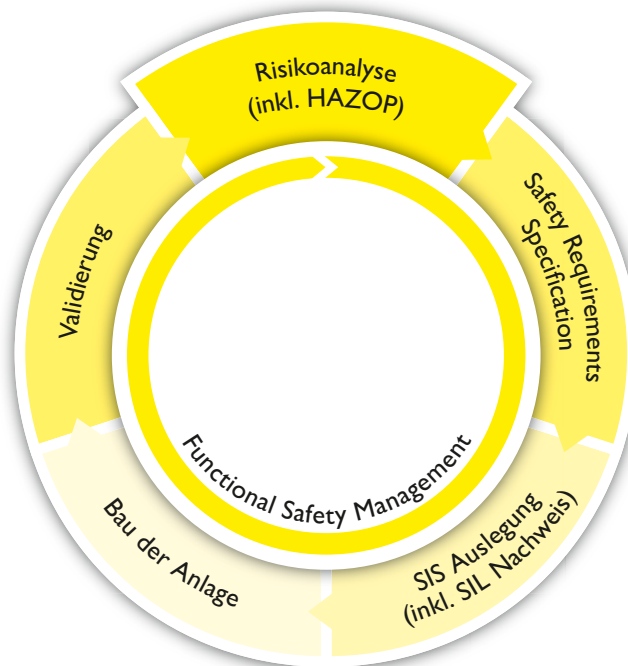 Risikoanalyse
(inkl. HAZOP)
Safety Requirements
Specification
SIS Auslegung
(inkl. SIL Nachweis)
Bau der Anlage
Validierung
Functional Safety Management